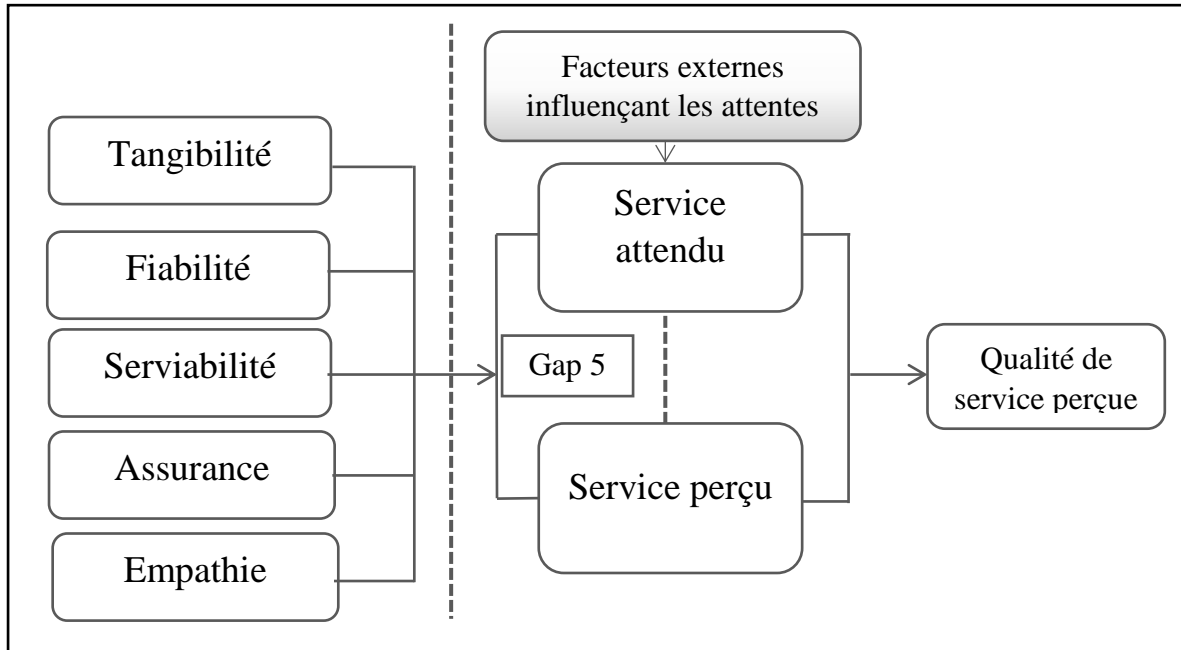 Tangibilité
Fiabilité
Serviabilité
Assurance
Empathie
Facteurs externes
influençant les attentes
Service
attendu
Gap 5
Service perçu
Qualité de
service perçue